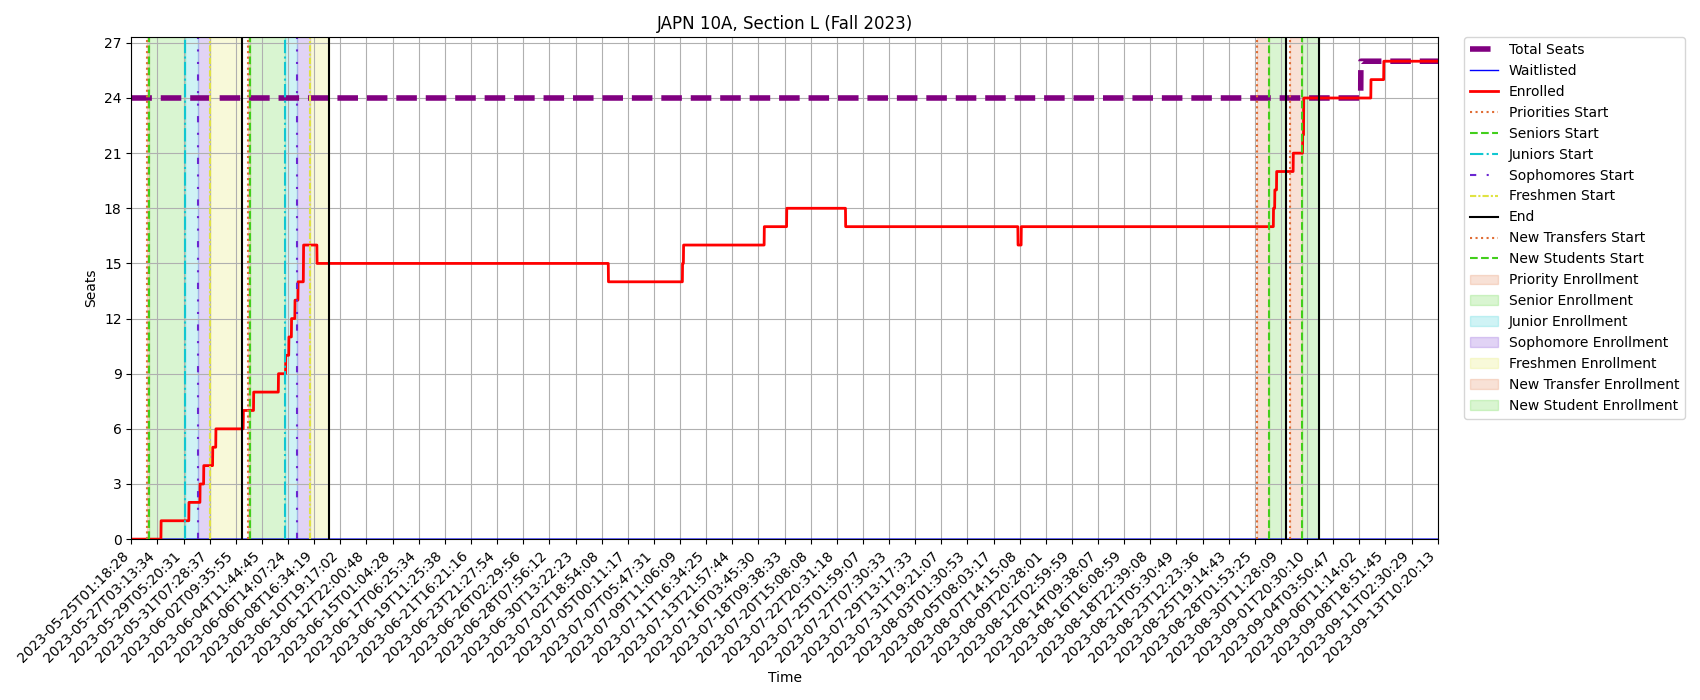 JAPN 10A, Section L (Fall 2023)
Seats
27
24
21
18
15
12
9
6
3
0
2023-05-25T01:18:28
2023-05-27T03:13:34
2023-05-29T05:20:31
2023-05-31T07:28:37
2023-06-02T09:35:55
2023-06-04T11:44:45
2023-06-06T14:07:24
2023-06-08T16:34:19
2023-06-10T19:17:02
2023-06-12T22:00:48
2023-06-15T01:04:28
2023-06-17T06:25:34
2023-06-19T11:25:38
2023-06-21T16:21:16
2023-06-23T21:27:54
2023-06-26T02:29:56
2023-06-28T07:56:12
2023-06-30T13:22:23
2023-07-02T18:54:08
2023-07-05T00:11:17
2023-07-07T05:47:31
2023-07-09T11:06:09
2023-07-11T16:34:25
2023-07-13T21:57:44
2023-07-16T03:45:30
2023-07-18T09:38:33
2023-07-20T15:08:08
2023-07-22T20:31:18
2023-07-25T01:59:07
2023-07-27T07:30:33
2023-07-29T13:17:33
2023-07-31T19:21:07
2023-08-03T01:30:53
2023-08-05T08:03:17
2023-08-07T14:15:08
2023-08-09T20:28:01
2023-08-12T02:59:59
2023-08-14T09:38:07
2023-08-16T16:08:59
2023-08-18T22:39:08
2023-08-21T05:30:49
2023-08-23T12:23:36
2023-08-25T19:14:43
2023-08-28T01:53:25
2023-08-30T11:28:09
2023-09-01T20:30:10
2023-09-04T03:50:47
2023-09-06T11:14:02
2023-09-08T18:51:45
2023-09-11T02:30:29
2023-09-13T10:20:13
Time
Total Seats
Waitlisted
Enrolled
Priorities Start
Seniors Start
Juniors Start
Sophomores Start
Freshmen Start
End
New Transfers Start
New Students Start
Priority Enrollment
Senior Enrollment
Junior Enrollment
Sophomore Enrollment
Freshmen Enrollment
New Transfer Enrollment
New Student Enrollment